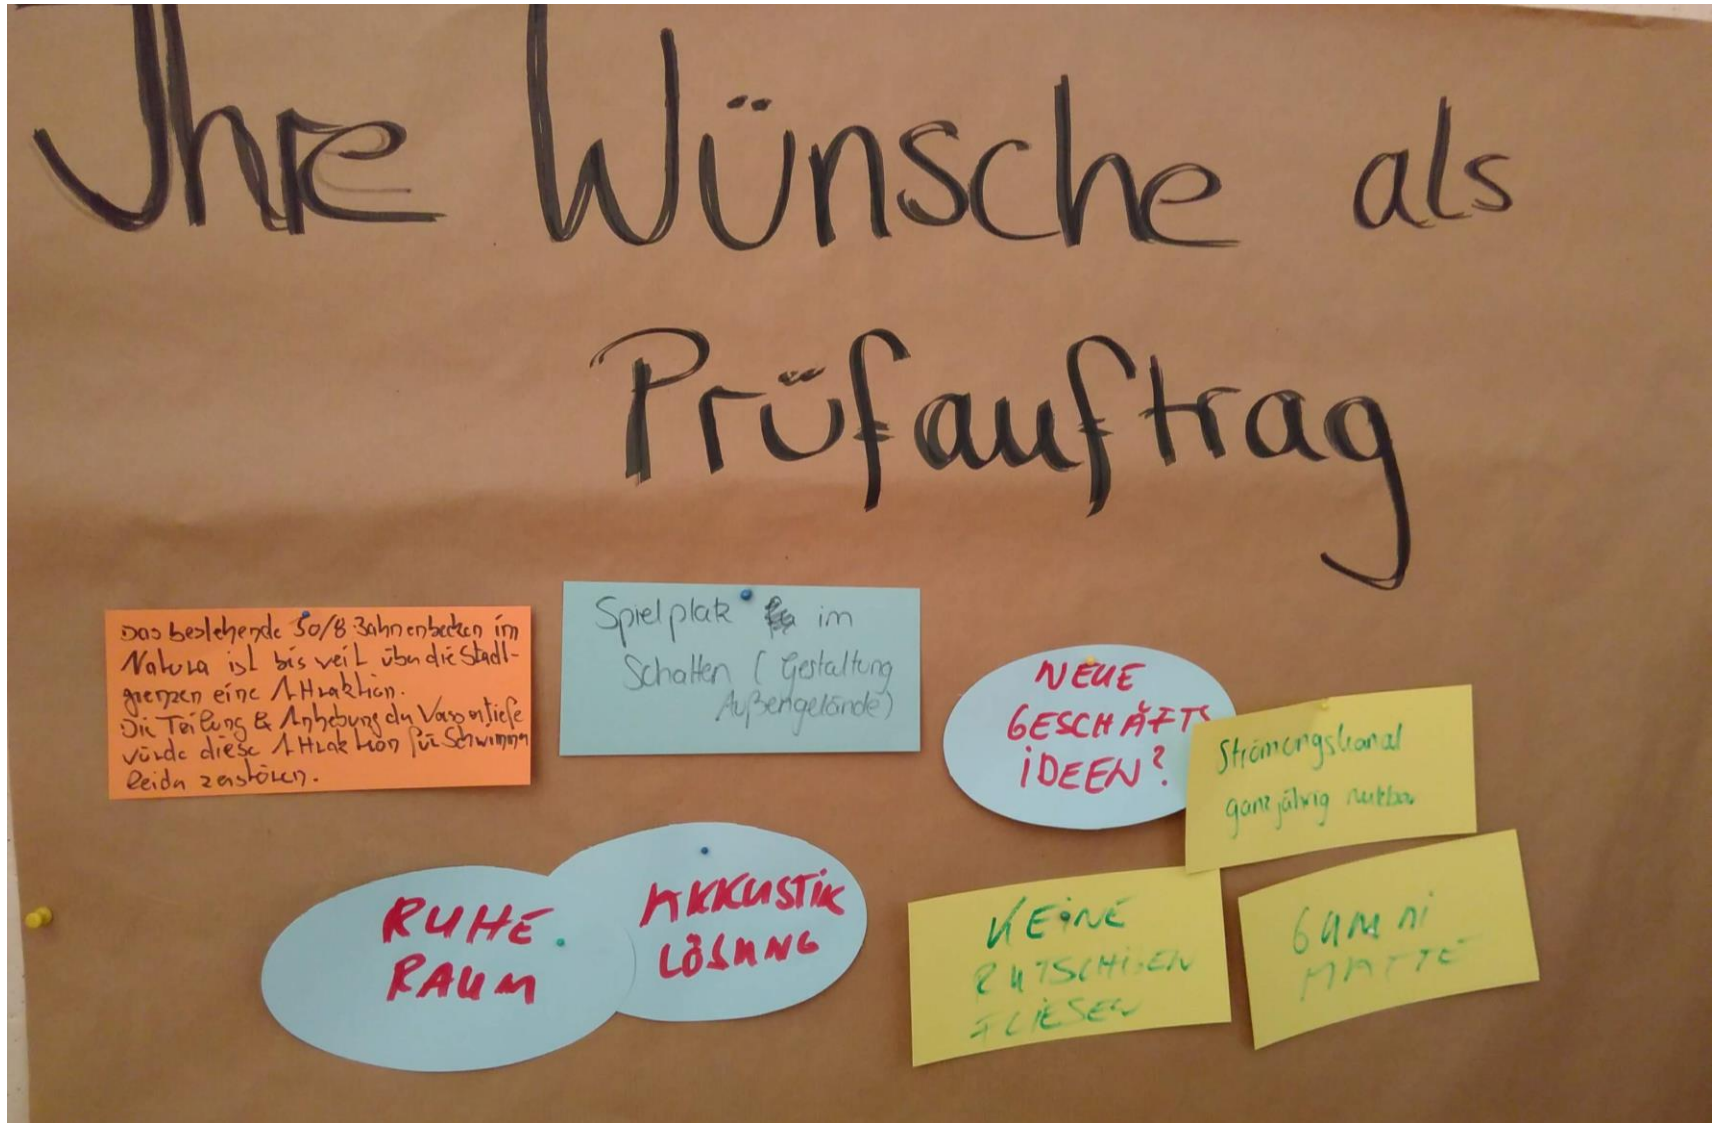 Ihre Wünsche als
Prüfauftrag
Das bestehende 50/8 Bahnenbecken im
Natura ist bis weit über die Stadt-
grenzen eine Attraktion.
Die Teilung & Anhebung der Wassertiefe
würde diese Attraktion für Schwimmer
leider zerstören.
Spielplatz im
Schatten (Gestaltung
Außengelände)
NEUE
GESCHÄFTS
IDEEN?
Strömungskanal
ganzjährig nutzbar
RUHE
RAUM
AKKUSTIK
LÖSUNG
KEINE
RUTSCHIGEN
FLIESEN
GUMMI
MATTE